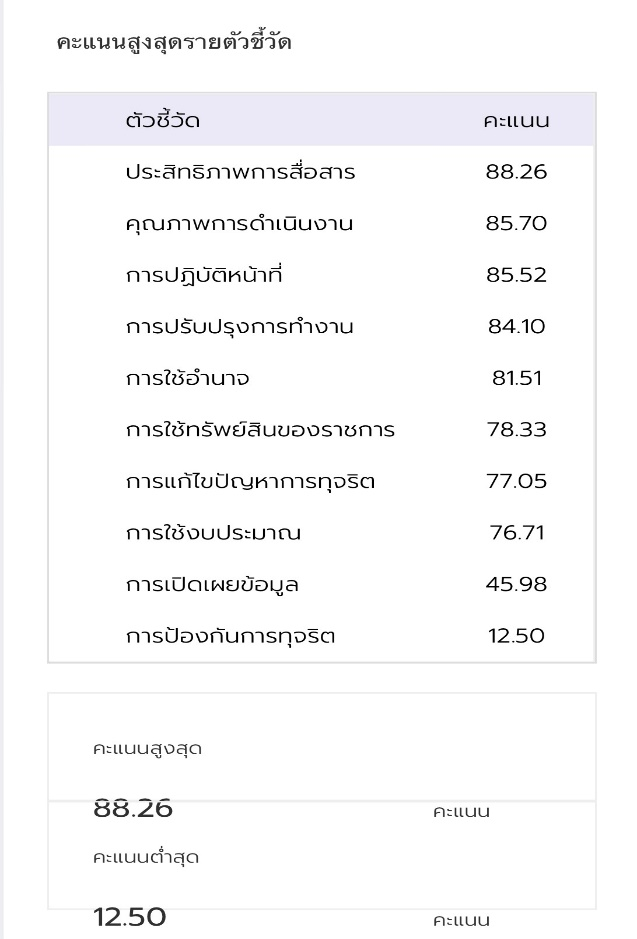 คะแนนสูงสุดรายตัวชี้วัด
ตัวชี้วัด คะแนน
ประสิทธิภาพการสื่อสาร 88.26
คุณภาพการดำเนินงาน 85.70
การปฏิบัติหน้าที่ 85.52
การปรับปรุงการทำงาน 84.10
การใช้อำนาจ 81.51
การใช้ทรัพย์สินของราชการ 78.33
การแก้ไขปัญหาการทุจริต 77.05
การใช้งบประมาณ 76.71
การเปิดเผยข้อมูล 45.98
การป้องกันการทุจริต 12.50
คะแนนสูงสุด
88.26 คะแนน
คะแนนต่ำสุด
12.50 คะแนน